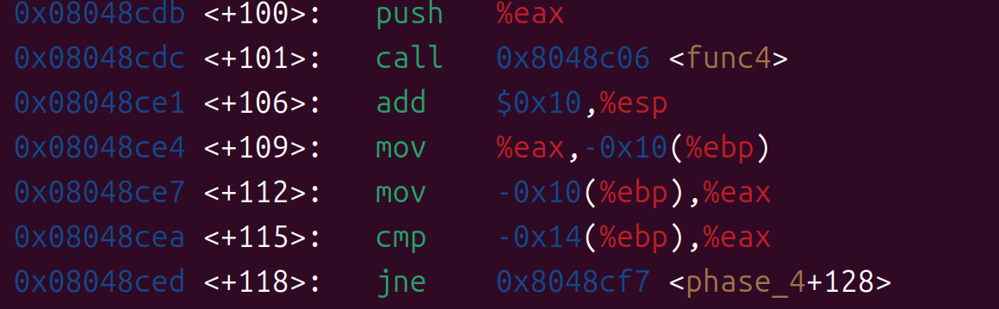 0x08048cdb <+100>:   push   %eax
0x08048cdc <+101>:   call   0x8048c06 <func4>
0x08048ce1 <+106>:   add    $0x10,%esp
0x08048ce4 <+109>:   mov    %eax,-0x10(%ebp)
0x08048ce7 <+112>:   mov    -0x10(%ebp),%eax
0x08048cea <+115>:   cmp    -0x14(%ebp),%eax
0x08048ced <+118>:   jne    0x8048cf7 <phase_4+128>